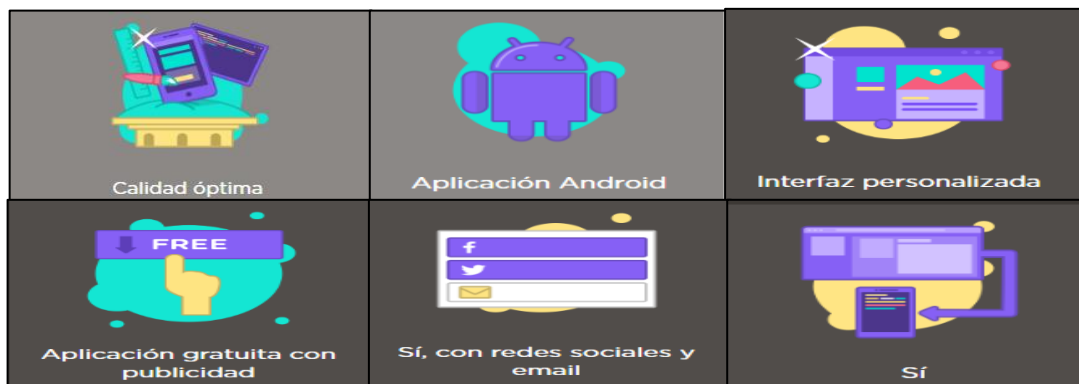 Calidad óptima
Aplicación Android
Interfaz personalizada
FREE
Aplicación gratuita con
publicidad
f
Sí, con redes sociales y
email
Sí